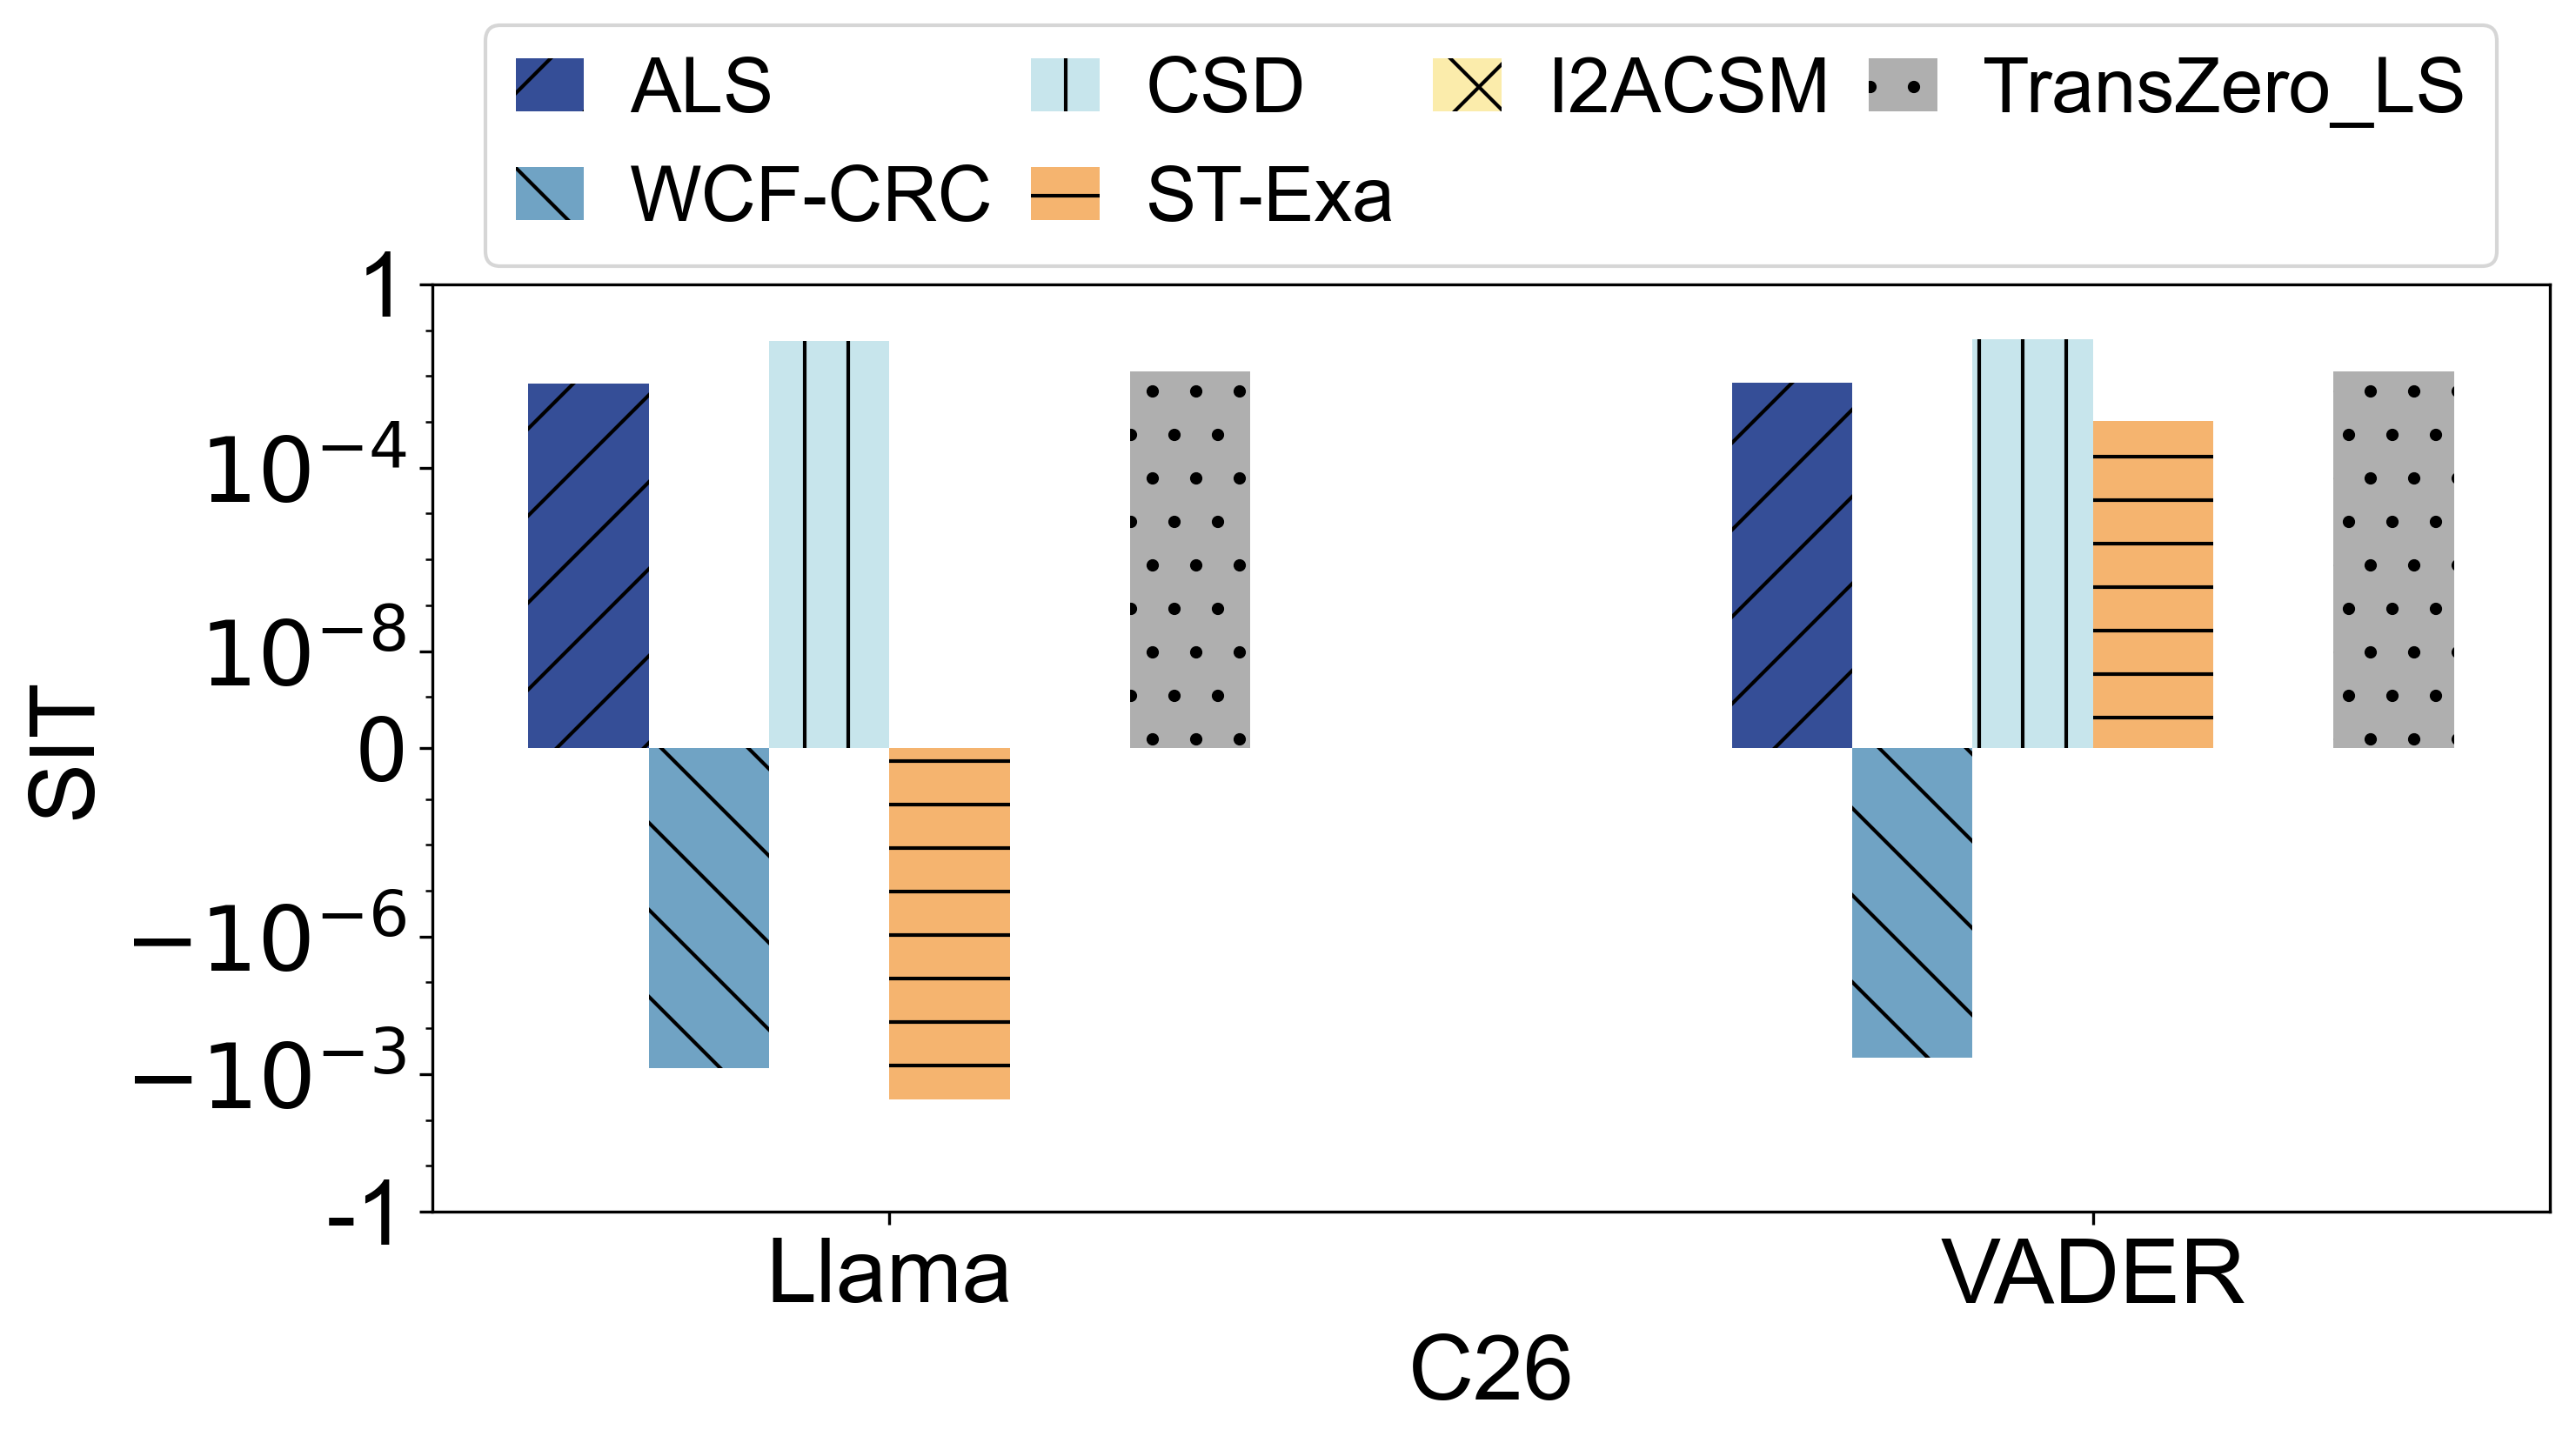 ALS CSD I2ACSM TransZero_LS
WCF-CRC ST-Exa
1
10⁻⁴
10⁻⁸
0
−10⁻⁶
−10⁻³
-1
SIT
Llama VADER
C26